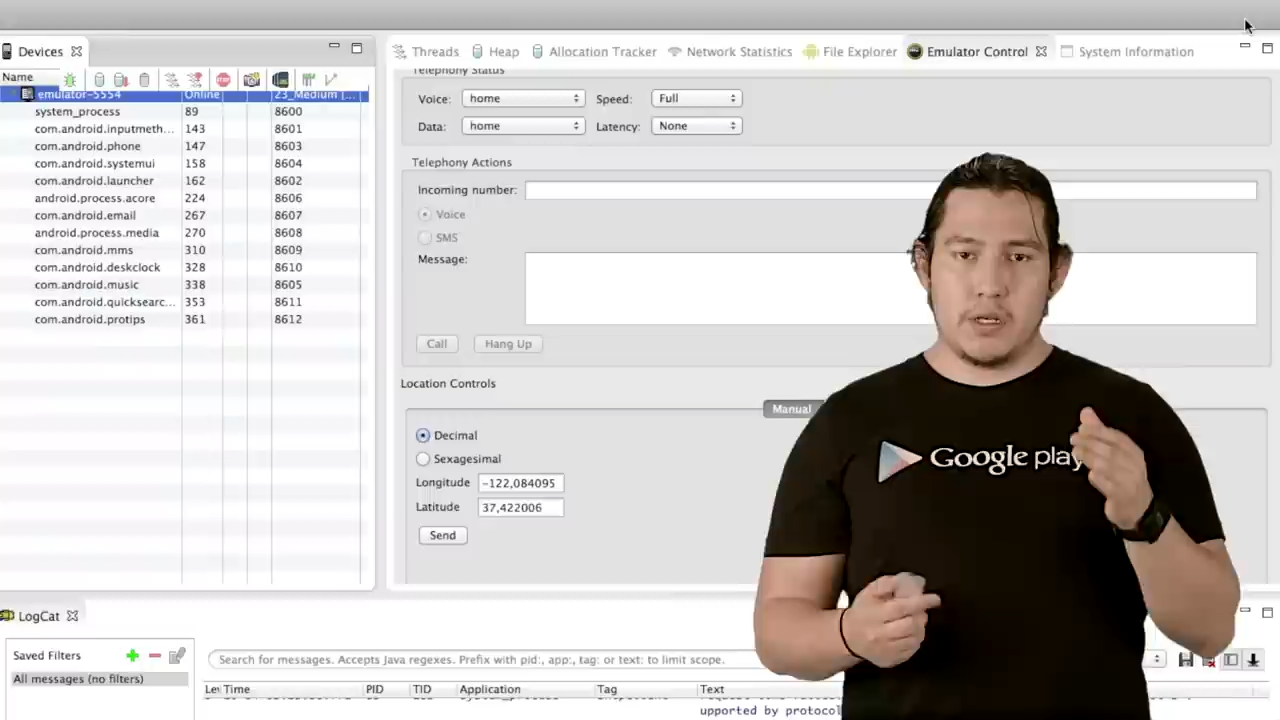 Devices
Threads
Heap
Allocation Tracker
Network Statistics
File Explorer
Emulator Control
System Information
Name
emulator-5554 Online 23_Medium [...
system_process 89 8600
com.android.inputmeth... 143 8601
com.android.phone 147 8603
com.android.systemui 158 8604
com.android.launcher 162 8602
android.process.acore 224 8606
com.android.email 267 8607
android.process.media 270 8608
com.android.mms 310 8609
com.android.deskclock 328 8610
com.android.music 338 8605
com.android.quicksearc... 353 8611
com.android.protips 361 8612
Telephony Status
Voice: home Speed: Full
Data: home Latency: None
Telephony Actions
Incoming number:
Voice
SMS
Message:
Call Hang Up
Location Controls
Manual
Decimal
Sexagesimal
Longitude -122,084095
Latitude 37,422006
Send
Google play
LogCat
Saved Filters
All messages (no filters)
Search for messages. Accepts Java regexes. Prefix with pid:, app:, tag: or text: to limit scope.
Time PID TID Application Tag Text
upported by protocol